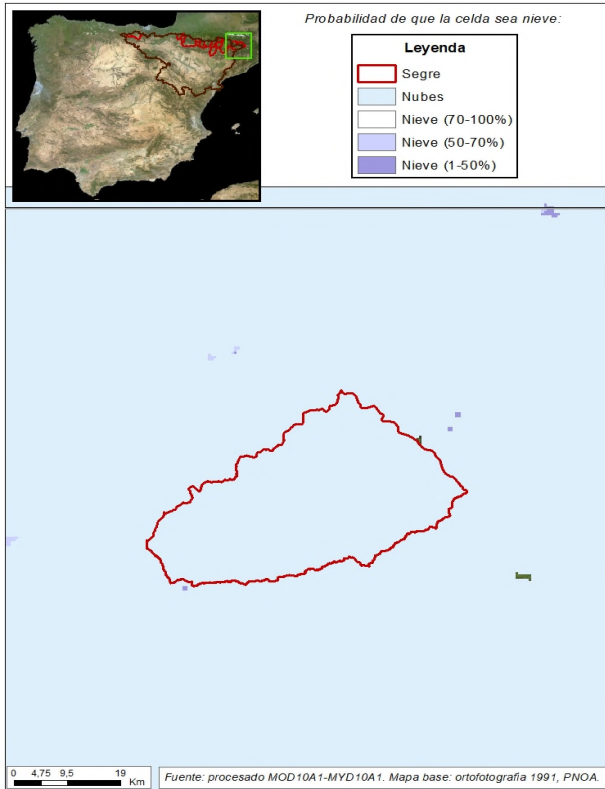 Probabilidad de que la celda sea nieve:
Leyenda
Segre
Nubes
Nieve (70-100%)
Nieve (50-70%)
Nieve (1-50%)
0 4,75 9,5 19
Km
Fuente: procesado MOD10A1-MYD10A1. Mapa base: ortofotografia 1991, PNOA.